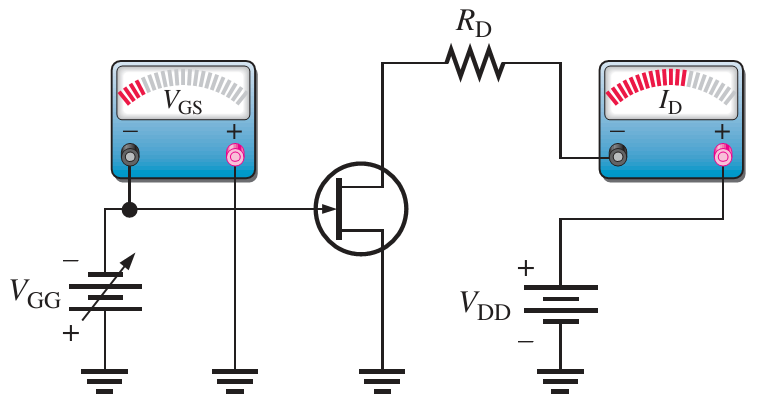 R_D
V_GS
− +
I_D
− +
−
V_GG
+
+
V_DD
−